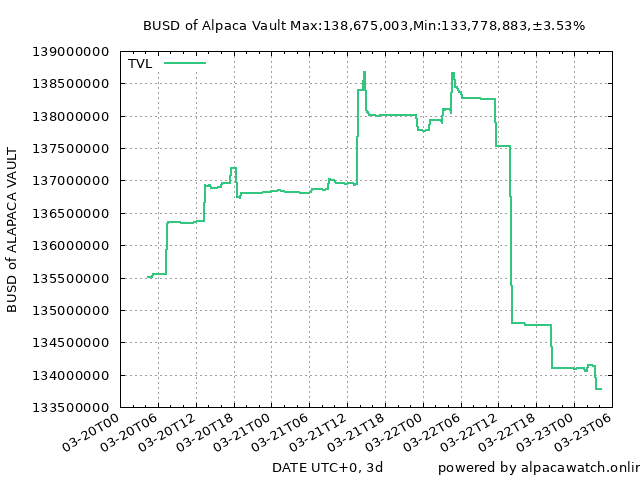 BUSD of Alpaca Vault Max:138,675,003,Min:133,778,883,±3.53%
TVL
139000000
138500000
138000000
137500000
137000000
136500000
136000000
135500000
135000000
134500000
134000000
133500000
BUSD of ALAPACA VAULT
03-20T00
03-20T06
03-20T12
03-20T18
03-21T00
03-21T06
03-21T12
03-21T18
03-22T00
03-22T06
03-22T12
03-22T18
03-23T00
03-23T06
DATE UTC+0, 3d
powered by alpacawatch.onlin